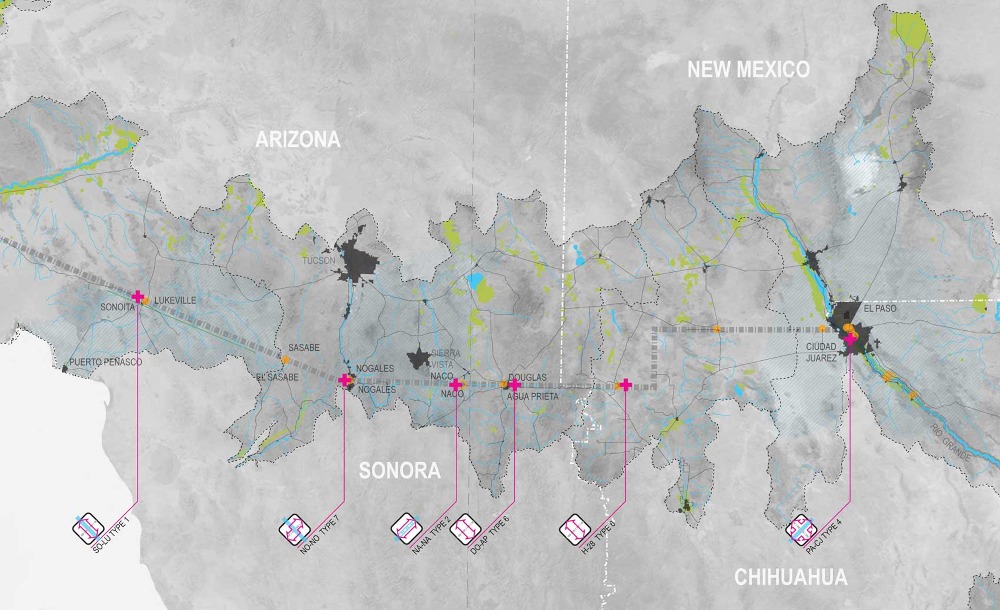 NEW MEXICO
ARIZONA
TUCSON
LUKEVILLE
SONOITA
EL PASO
CIUDAD
JUAREZ
SASABE
SIERRA
VISTA
PUERTO PEÑASCO
NOGALES
EL SASABE
NACO
DOUGLAS
NOGALES
NACO
AGUA PRIETA
RIO GRANDE
SONORA
SO-LU TYPE 1
NO-NO TYPE 7
NA-NA TYPE 2
DO-AP TYPE 6
H-28 TYPE 6
PA-CJ TYPE 4
CHIHUAHUA